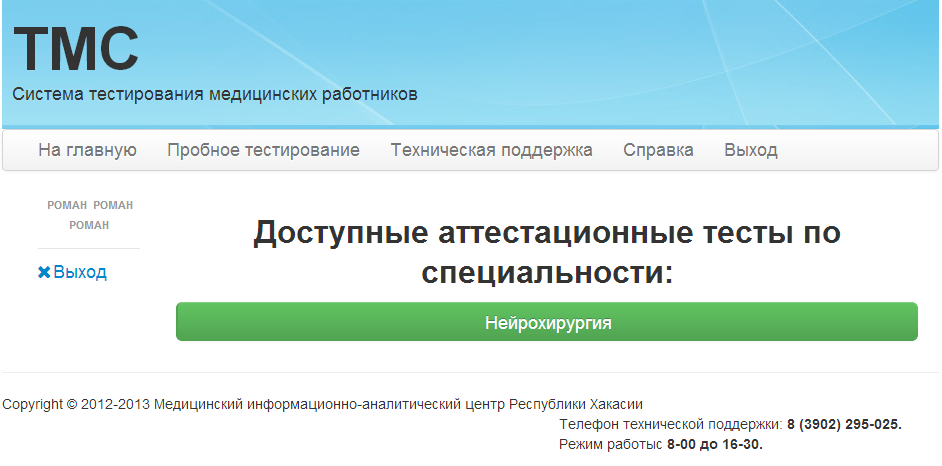 ТМС
Система тестирования медицинских работников
На главную Пробное тестирование Техническая поддержка Справка Выход
РОМАН РОМАН
РОМАН
Выход
Доступные аттестационные тесты по
специальности:
Нейрохирургия
Copyright © 2012-2013 Медицинский информационно-аналитический центр Республики Хакасии
Телефон технической поддержки: 8 (3902) 295-025.
Режим работыс 8-00 до 16-30.